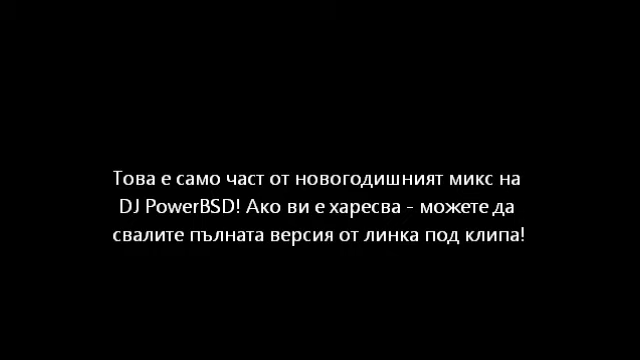 Това е само част от новогодишният микс на
DJ PowerBSD! Ако ви е харесва - можете да
свалите пълната версия от линка под клипа!